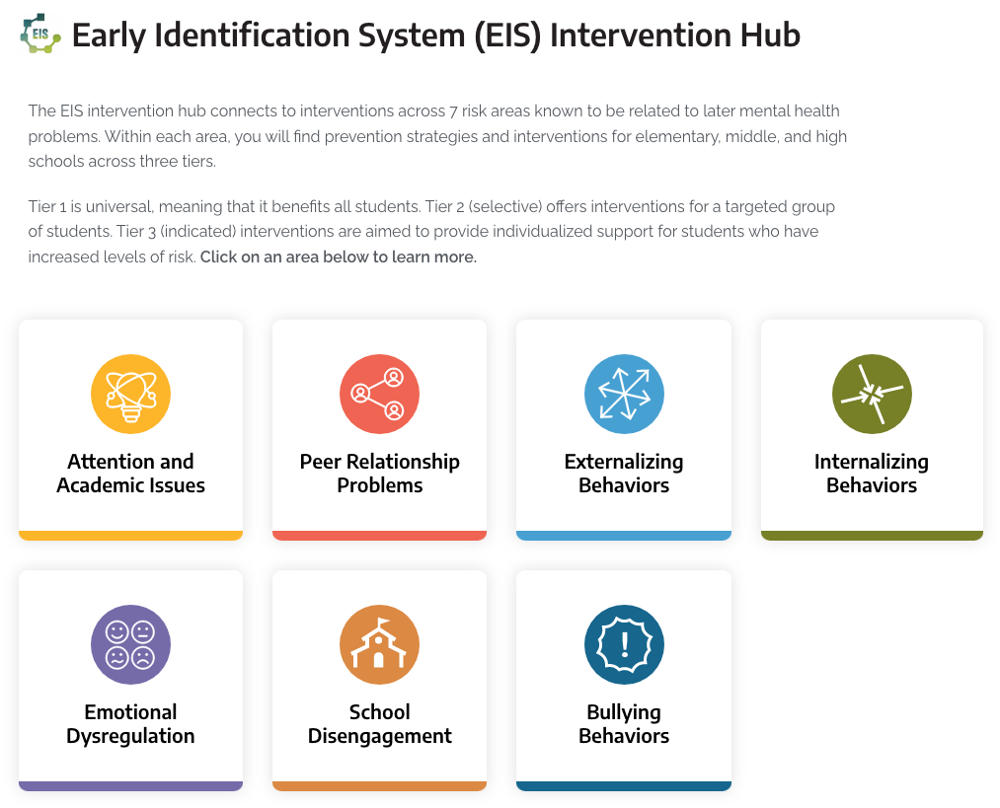 EIS
Early Identification System (EIS) Intervention Hub
The EIS intervention hub connects to interventions across 7 risk areas known to be related to later mental health
problems. Within each area, you will find prevention strategies and interventions for elementary, middle, and high
schools across three tiers.
Tier 1 is universal, meaning that it benefits all students. Tier 2 (selective) offers interventions for a targeted group
of students. Tier 3 (indicated) interventions are aimed to provide individualized support for students who have
increased levels of risk. Click on an area below to learn more.
Attention and
Academic Issues
Peer Relationship
Problems
Externalizing
Behaviors
Internalizing
Behaviors
Emotional
Dysregulation
School
Disengagement
!
Bullying
Behaviors